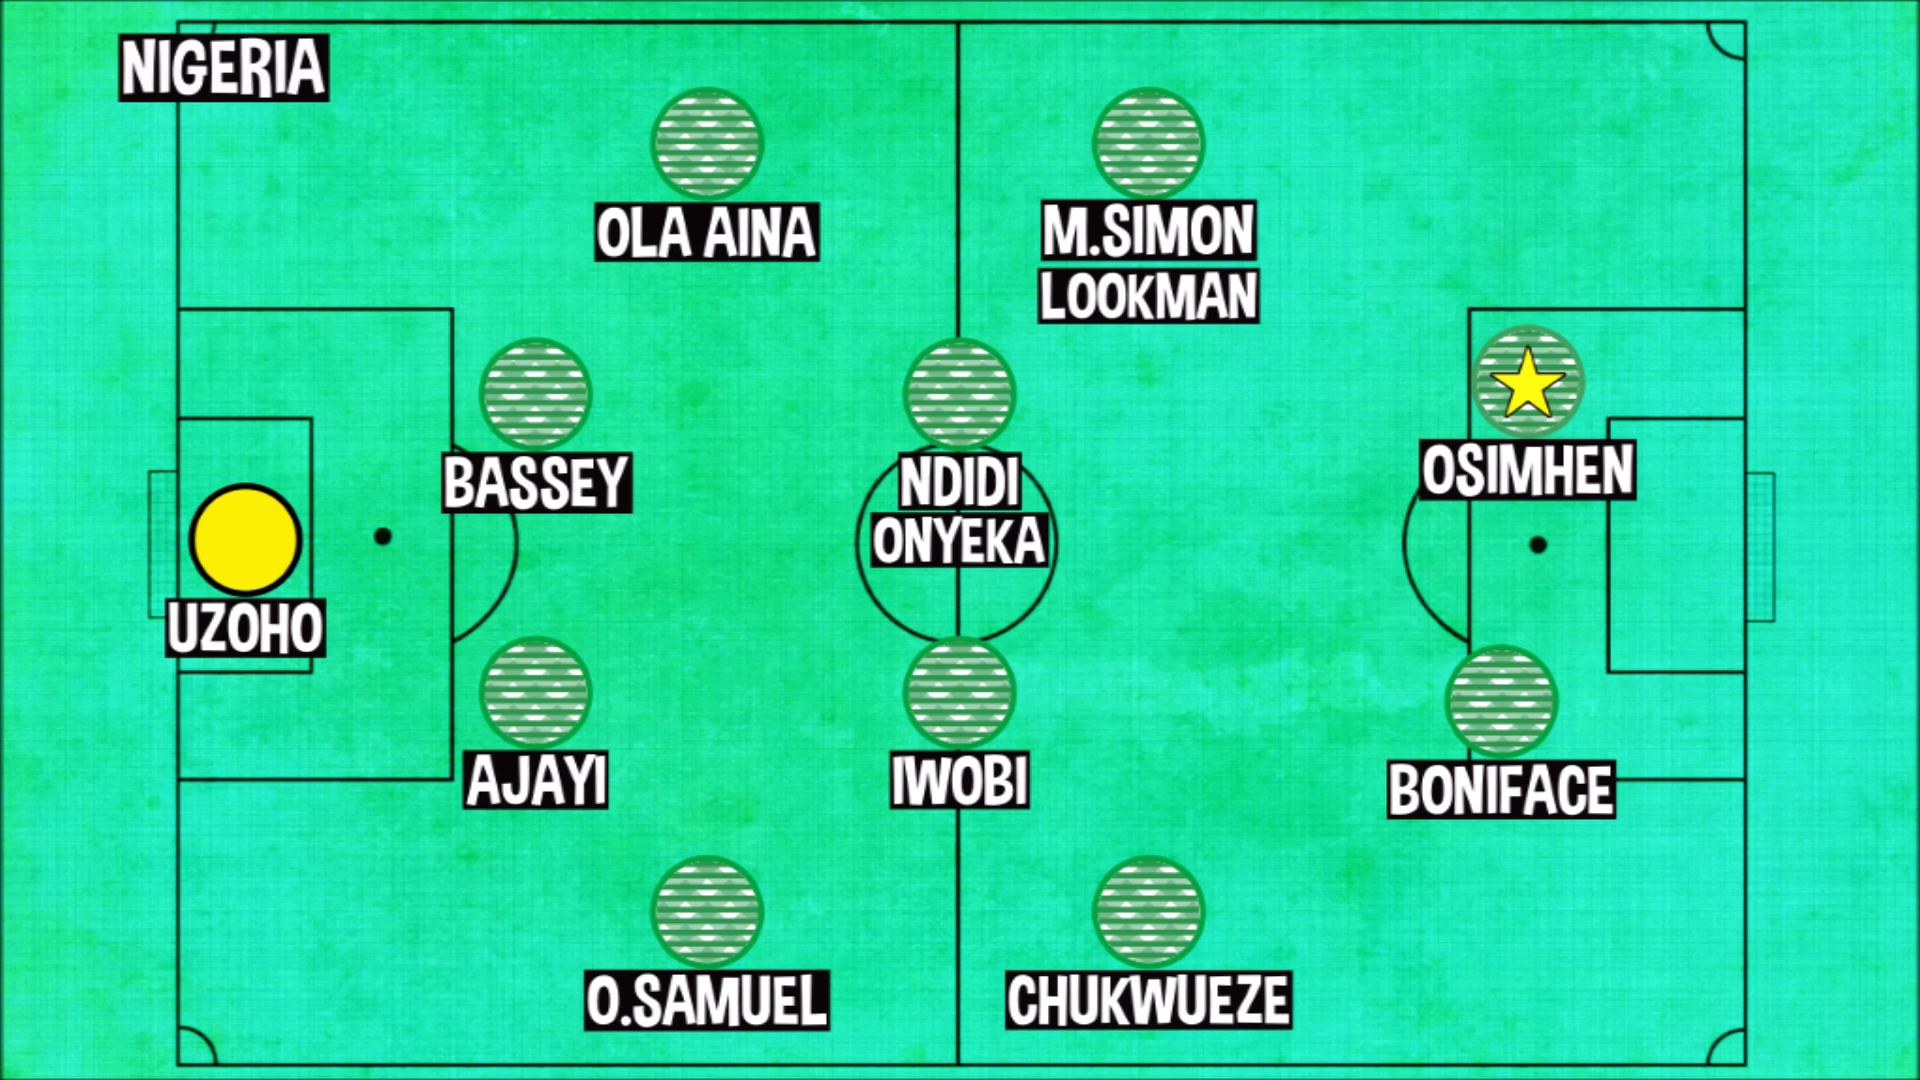 NIGERIA
OLA AINA
M.SIMON
LOOKMAN
BASSEY
NDIDI
ONYEKA
OSIMHEN
UZOHO
AJAYI
IWOBI
BONIFACE
O.SAMUEL
CHUKWUEZE